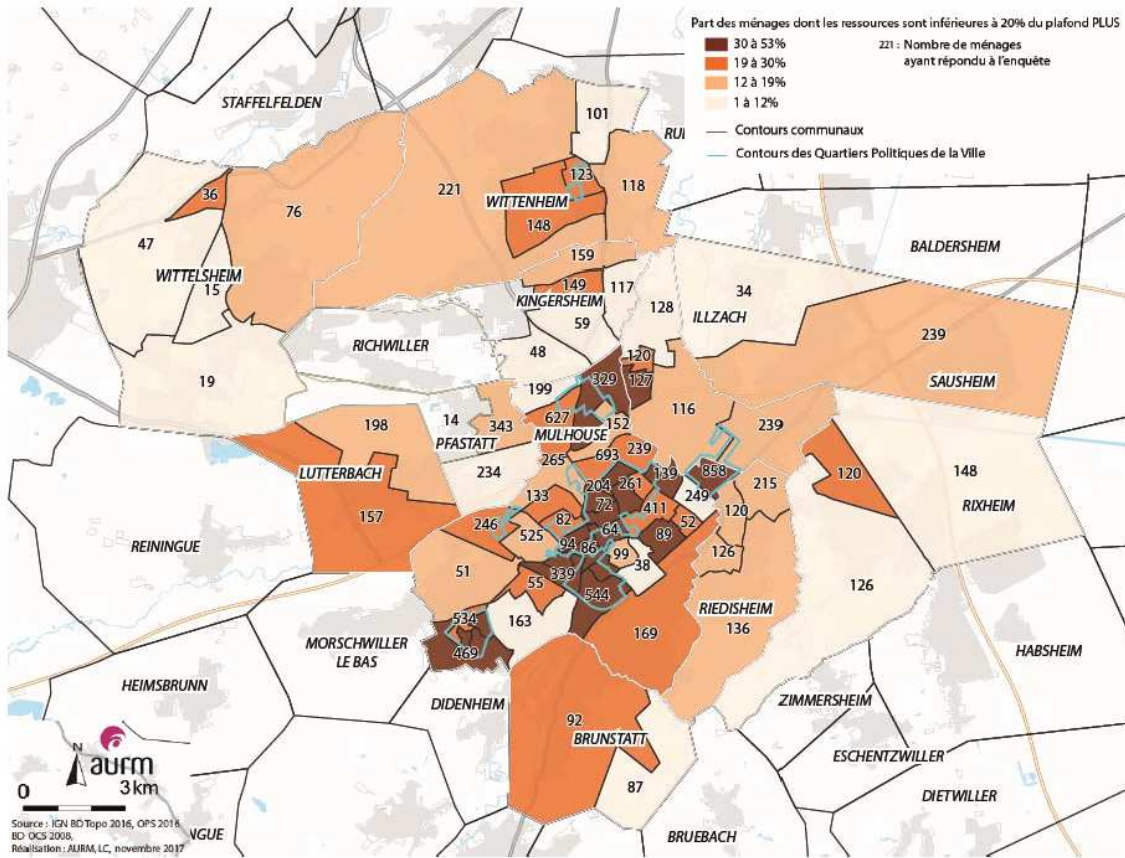 Part des ménages dont les ressources sont inférieures à 20% du plafond PLUS
30 à 53%
19 à 30%
12 à 19%
1 à 12%
221 : Nombre de ménages
ayant répondu à l'enquête
Contours communaux
Contours des Quartiers Politiques de la Ville
STAFFELFELDEN
101
RU
36
76
221
123
WITTENHEIM
118
148
47
WITTELSHEIM
15
159
BALDERSHEIM
149
KINGERSHEIM
117
34
128
ILLZACH
59
RICHWILLER
239
48
120
SAUSHEIM
19
329
127
199
14
343
627
116
152
MULHOUSE
PFASTATT
198
239
239
693
265
LUTTERBACH
234
139
858
120
148
204
261
215
249
RIXHEIM
133
72
411
120
157
246
82
64
52
525
89
REININGUE
94
86
99
126
38
51
339
55
126
544
RIEDISHEIM
534
163
169
136
MORSCHWILLER
LE BAS
469
HABSHEIM
HEIMSBRUNN
DIDENHEIM
ZIMMERSHEIM
92
BRUNSTATT
ESCHENTZWILLER
N
aurm
87
3 km
0
DIETWILLER
Source : IGN BD Topo 2016, OPS 2016
BD OCS 2008,
NGUE
BRUEBACH
Réalisation : AURM, LC, novembre 2017